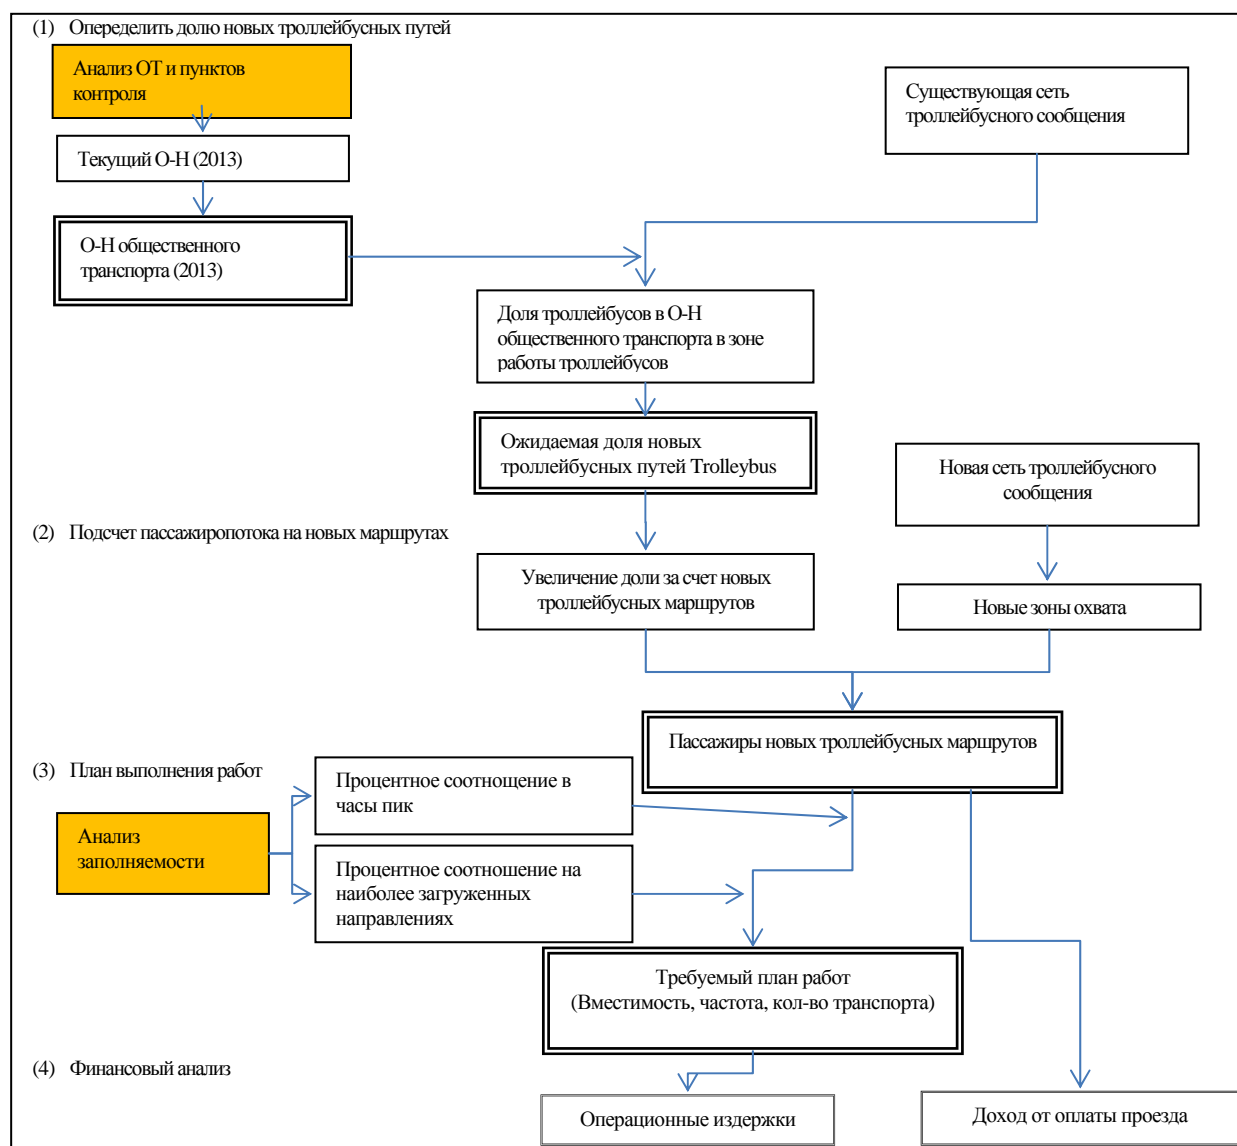 (1) Опеределить долю новых троллейбусных путей
Анализ ОТ и пунктов
контроля
Существующая сеть
троллейбусного сообщения
Текущий О-Н (2013)
О-Н общественного
транспорта (2013)
Доля троллейбусов в О-Н
общественного транспорта в зоне
работы троллейбусов
Ожидаемая доля новых
троллейбусных путей Trolleybus
Новая сеть троллейбусного
сообщения
(2) Подсчет пассажиропотока на новых маршрутах
Увеличение доли за счет новых
троллейбусных маршрутов
Новые зоны охвата
Пассажиры новых троллейбусных маршрутов
(3) План выполнения работ
Процентное соотнощение в
часы пик
Анализ
заполняемости
Процентное соотношение на
наиболее загруженных
направлениях
Требуемый план работ
(Вместимость, частота, кол-во транспорта)
(4) Финансовый анализ
Операционные издержки
Доход от оплаты проезда